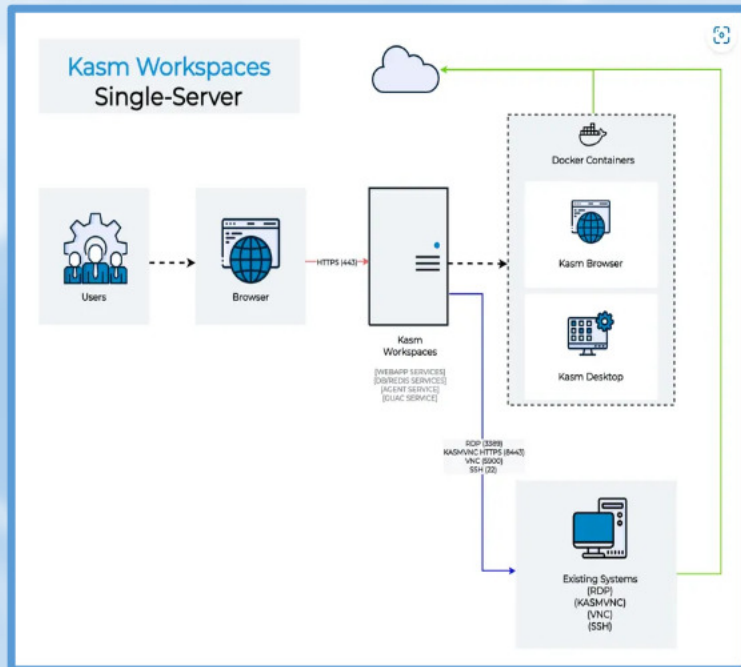 Kasm Workspaces
Single-Server
Docker Containers
Kasm Browser
Kasm Desktop
Users
Browser
HTTPS (443)
Kasm
Workspaces
[WEBAPP SERVICES]
[DB/REDIS SERVICES]
[AGENT SERVICE]
[GUAC SERVICE]
RDP (3389)
KASMVNC HTTPS (8443)
VNC (5900)
SSH (22)
Existing Systems
(RDP)
(KASMVNC)
(VNC)
(SSH)